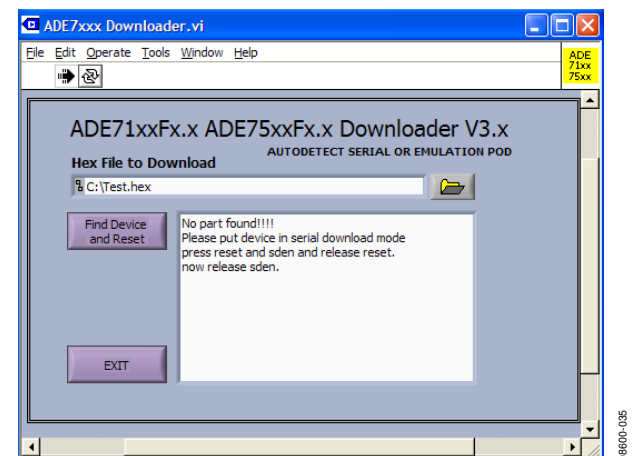 ADE7xxx Downloader.vi
File Edit Operate Tools Window Help
ADE
71xx
75xx
ADE71xxFx.x ADE75xxFx.x Downloader V3.x
AUTODETECT SERIAL OR EMULATION POD
Hex File to Download
C:\Test.hex
Find Device
and Reset
No part found!!!!
Please put device in serial download mode
press reset and sden and release reset.
now release sden.
EXIT
8600-035